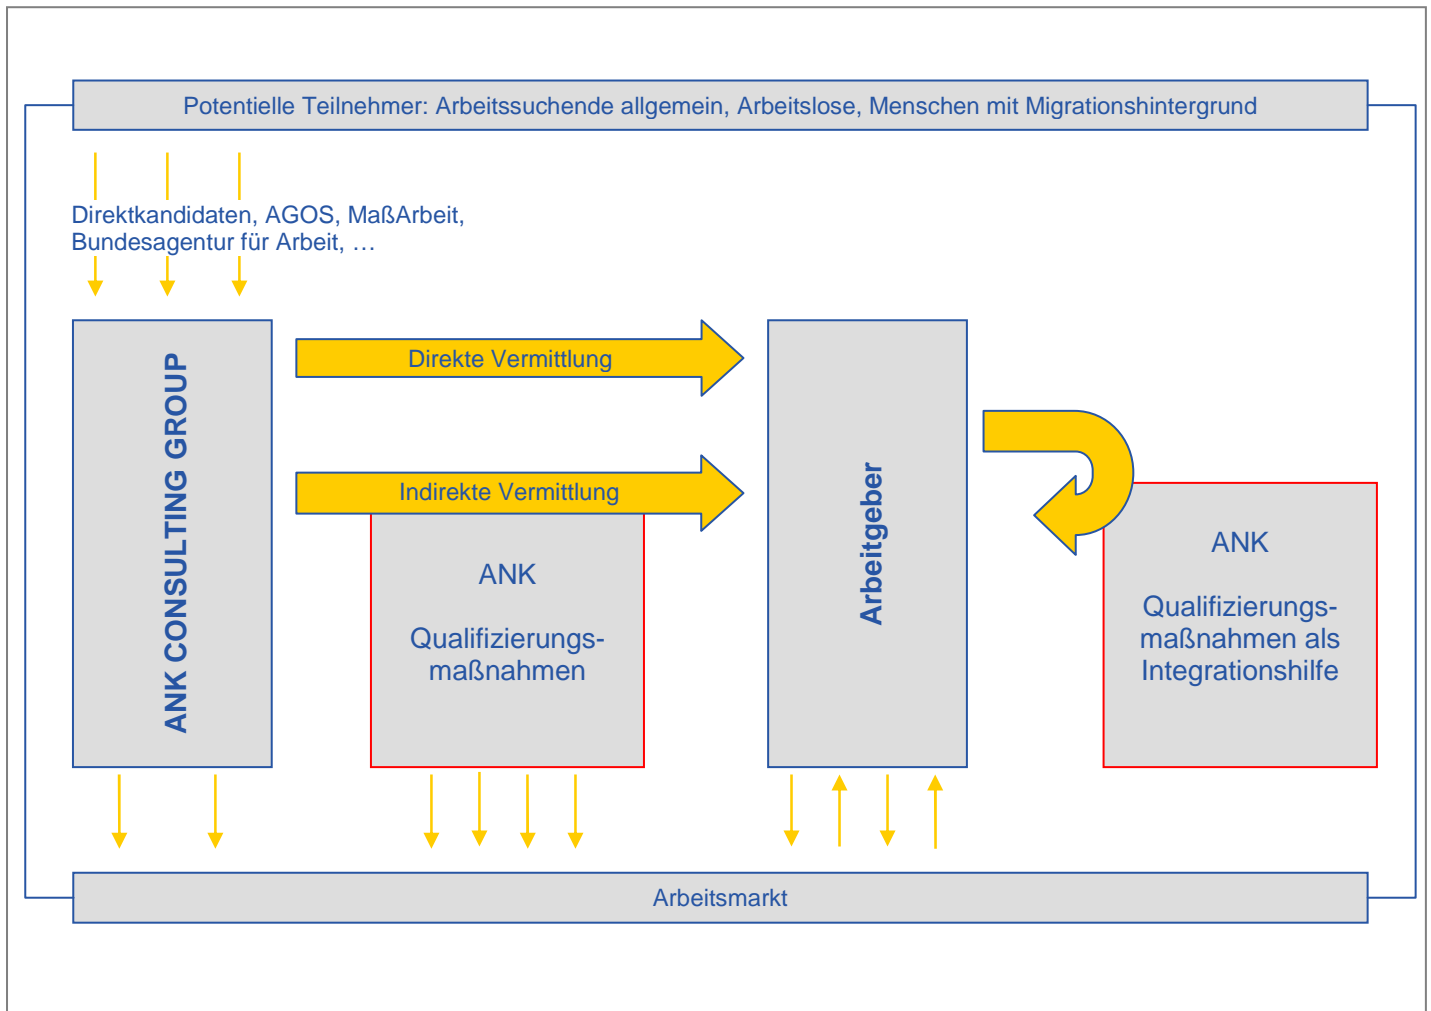 Potentielle Teilnehmer: Arbeitssuchende allgemein, Arbeitslose, Menschen mit Migrationshintergrund
Direktkandidaten, AGOS, MaßArbeit,
Bundesagentur für Arbeit, …
ANK CONSULTING GROUP
Direkte Vermittlung
Indirekte Vermittlung
ANK
Qualifizierungs-
maßnahmen
Arbeitgeber
ANK
Qualifizierungs-
maßnahmen als
Integrationshilfe
Arbeitsmarkt